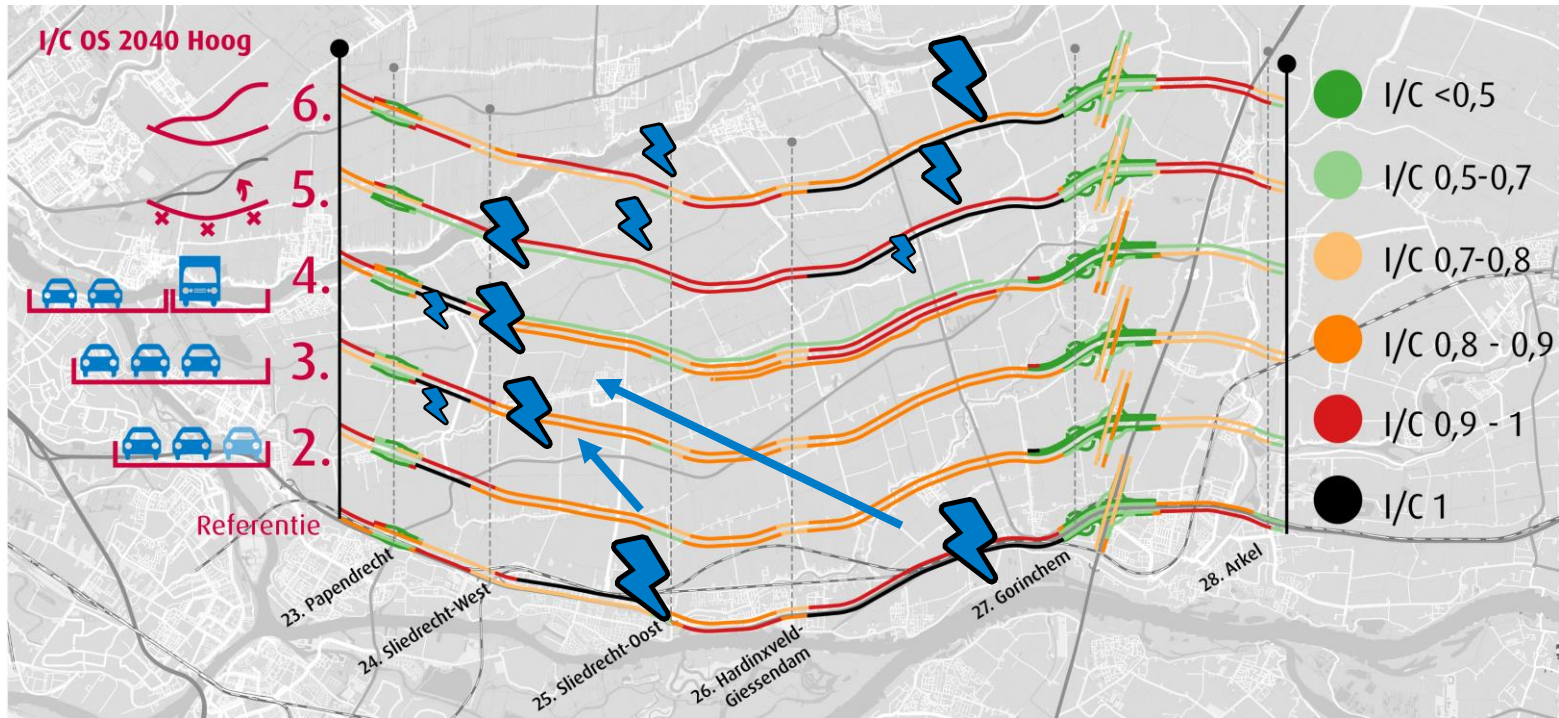 I/C OS 2040 Hoog
6.
5.
4.
3.
2.
Referentie
23. Papendrecht
24. Sliedrecht-West
25. Sliedrecht-Oost
26. Hardinxveld-
Giessendam
27. Gorinchem
28. Arkel
I/C <0,5
I/C 0,5-0,7
I/C 0,7-0,8
I/C 0,8 - 0,9
I/C 0,9 - 1
I/C 1